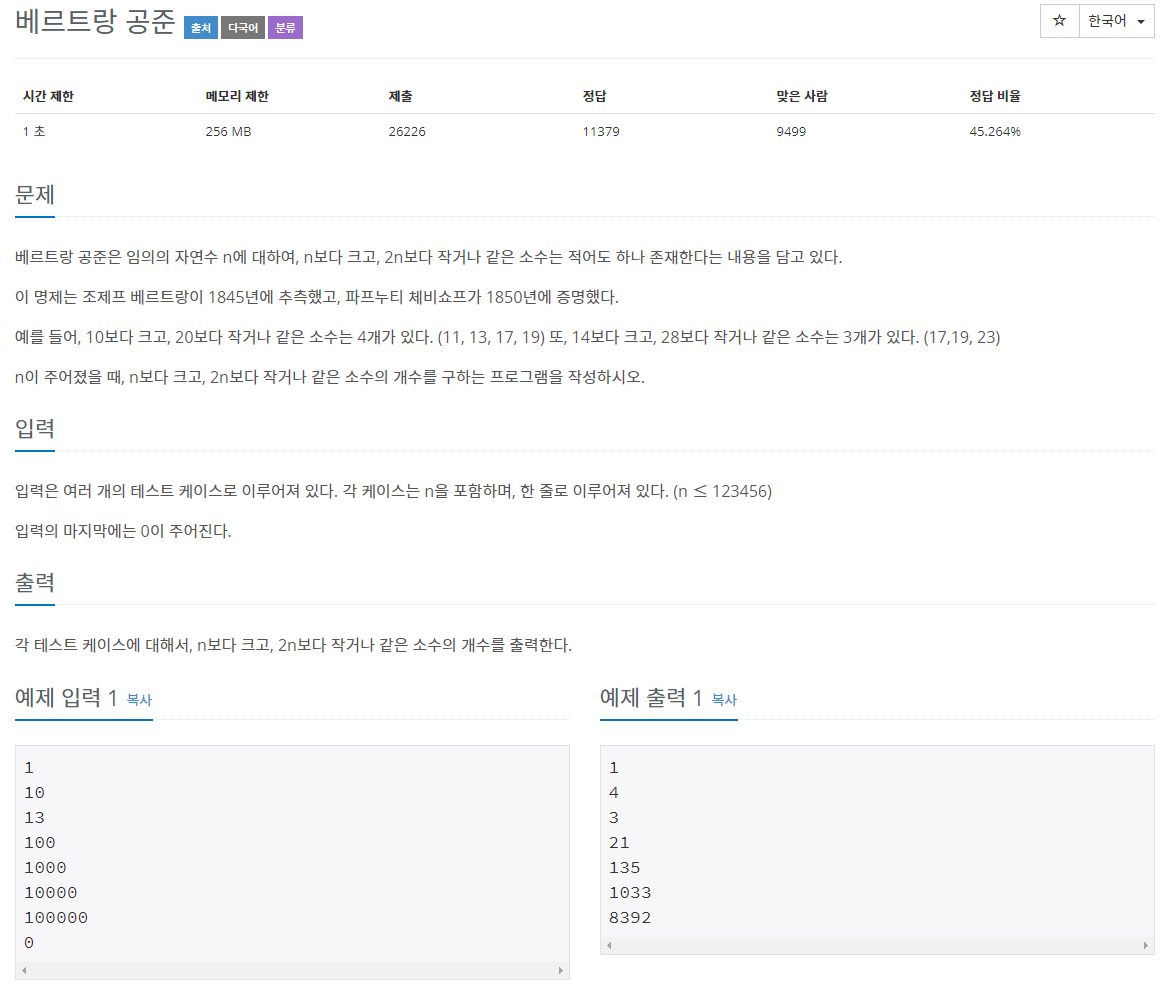 베르트랑 공준 출처 다국어 분류
☆ 한국어
시간 제한 메모리 제한 제출 정답 맞은 사람 정답 비율
1 초 256 MB 26226 11379 9499 45.264%
문제
베르트랑 공준은 임의의 자연수 n에 대하여, n보다 크고, 2n보다 작거나 같은 소수는 적어도 하나 존재한다는 내용을 담고 있다.
이 명제는 조제프 베르트랑이 1845년에 추측했고, 파프누티 체비쇼프가 1850년에 증명했다.
예를 들어, 10보다 크고, 20보다 작거나 같은 소수는 4개가 있다. (11, 13, 17, 19) 또, 14보다 크고, 28보다 작거나 같은 소수는 3개가 있다. (17,19, 23)
n이 주어졌을 때, n보다 크고, 2n보다 작거나 같은 소수의 개수를 구하는 프로그램을 작성하시오.
입력
입력은 여러 개의 테스트 케이스로 이루어져 있다. 각 케이스는 n을 포함하며, 한 줄로 이루어져 있다. (n ≤ 123456)
입력의 마지막에는 0이 주어진다.
출력
각 테스트 케이스에 대해서, n보다 크고, 2n보다 작거나 같은 소수의 개수를 출력한다.
예제 입력 1 복사
1
10
13
100
1000
10000
100000
0
예제 출력 1 복사
1
4
3
21
135
1033
8392